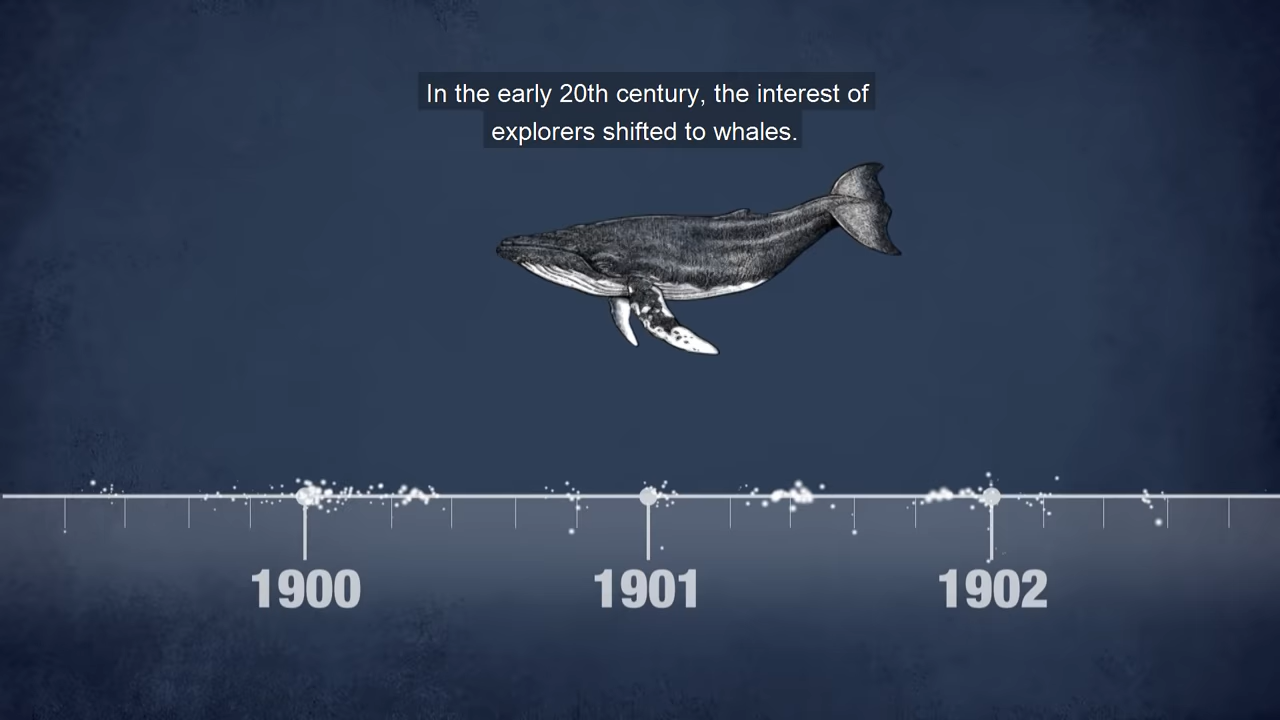 In the early 20th century, the interest of
explorers shifted to whales.
1900
1901
1902